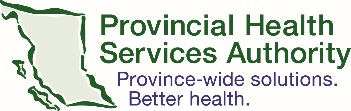 Provincial Health
Services Authority
Province-wide solutions.
Better health.